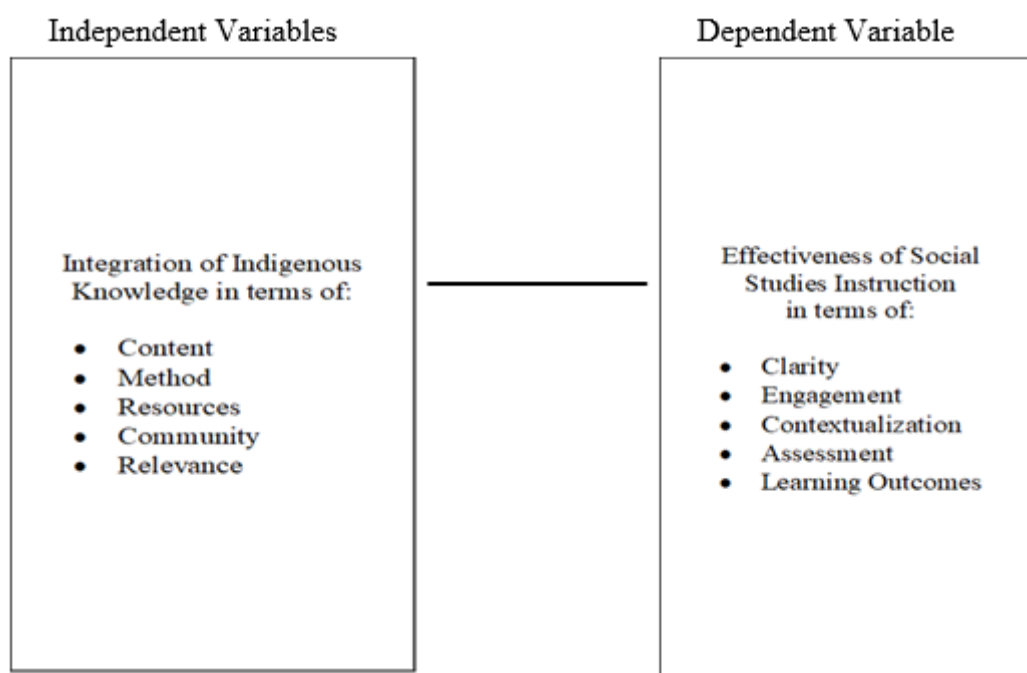 Independent Variables
Dependent Variable
Integration of Indigenous
Knowledge in terms of:
• Content
• Method
• Resources
• Community
• Relevance
Effectiveness of Social
Studies Instruction
in terms of:
• Clarity
• Engagement
• Contextualization
• Assessment
• Learning Outcomes